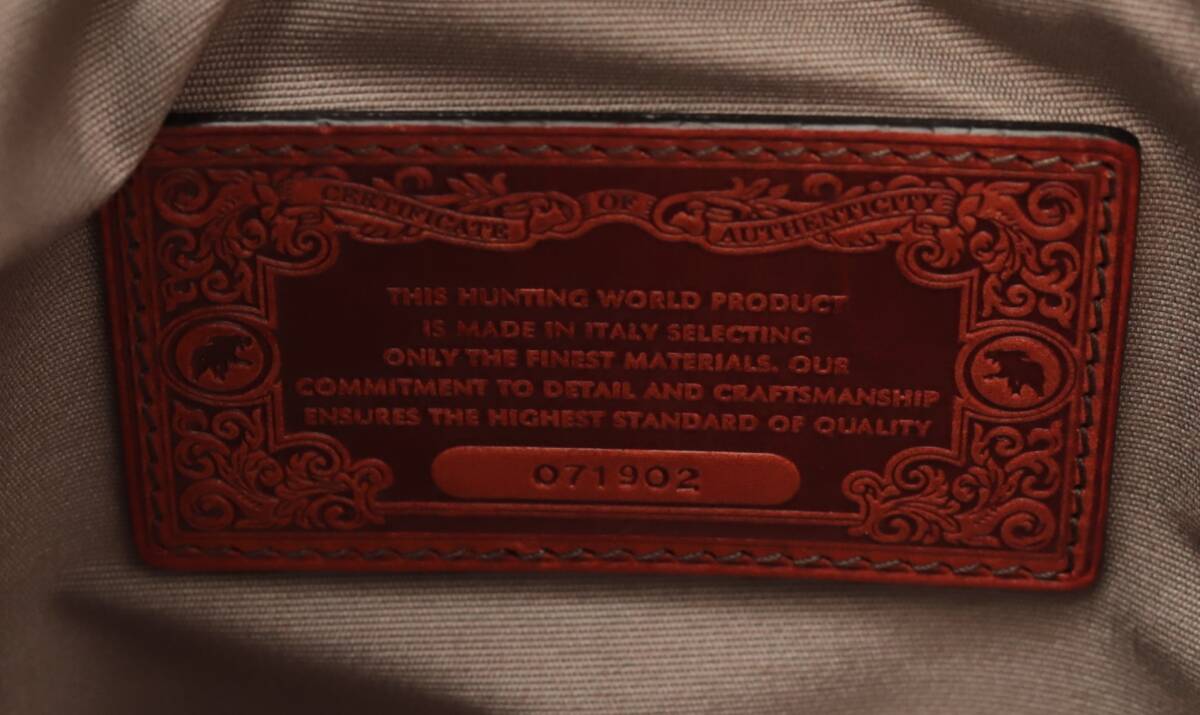 CERTIFICATE OF AUTHENTICITY
THIS HUNTING WORLD PRODUCT
IS MADE IN ITALY SELECTING
ONLY THE FINEST MATERIALS. OUR
COMMITMENT TO DETAIL AND CRAFTSMANSHIP
ENSURES THE HIGHEST STANDARD OF QUALITY
071902